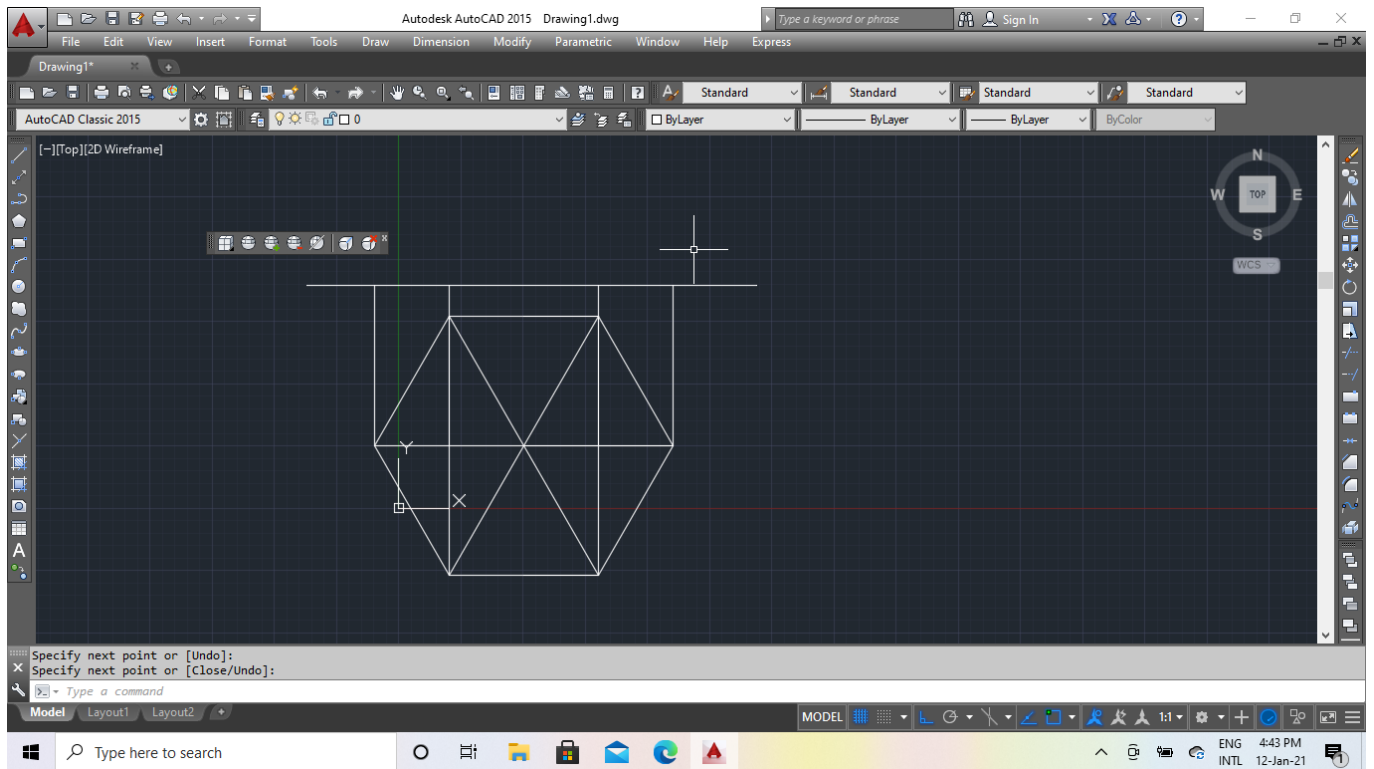 Autodesk AutoCAD 2015 Drawing1.dwg Type a keyword or phrase Sign In
File Edit View Insert Format Tools Draw Dimension Modify Parametric Window Help Express
Drawing1*
Standard Standard Standard Standard
AutoCAD Classic 2015 0 ByLayer ByLayer ByLayer ByColor
[−][Top][2D Wireframe]
N
W TOP E
S
WCS
Y
X
A
Specify next point or [Undo]:
Specify next point or [Close/Undo]:
Type a command
Model Layout1 Layout2 + MODEL 1:1
Type here to search ENG 4:43 PM
INTL 12-Jan-21 1